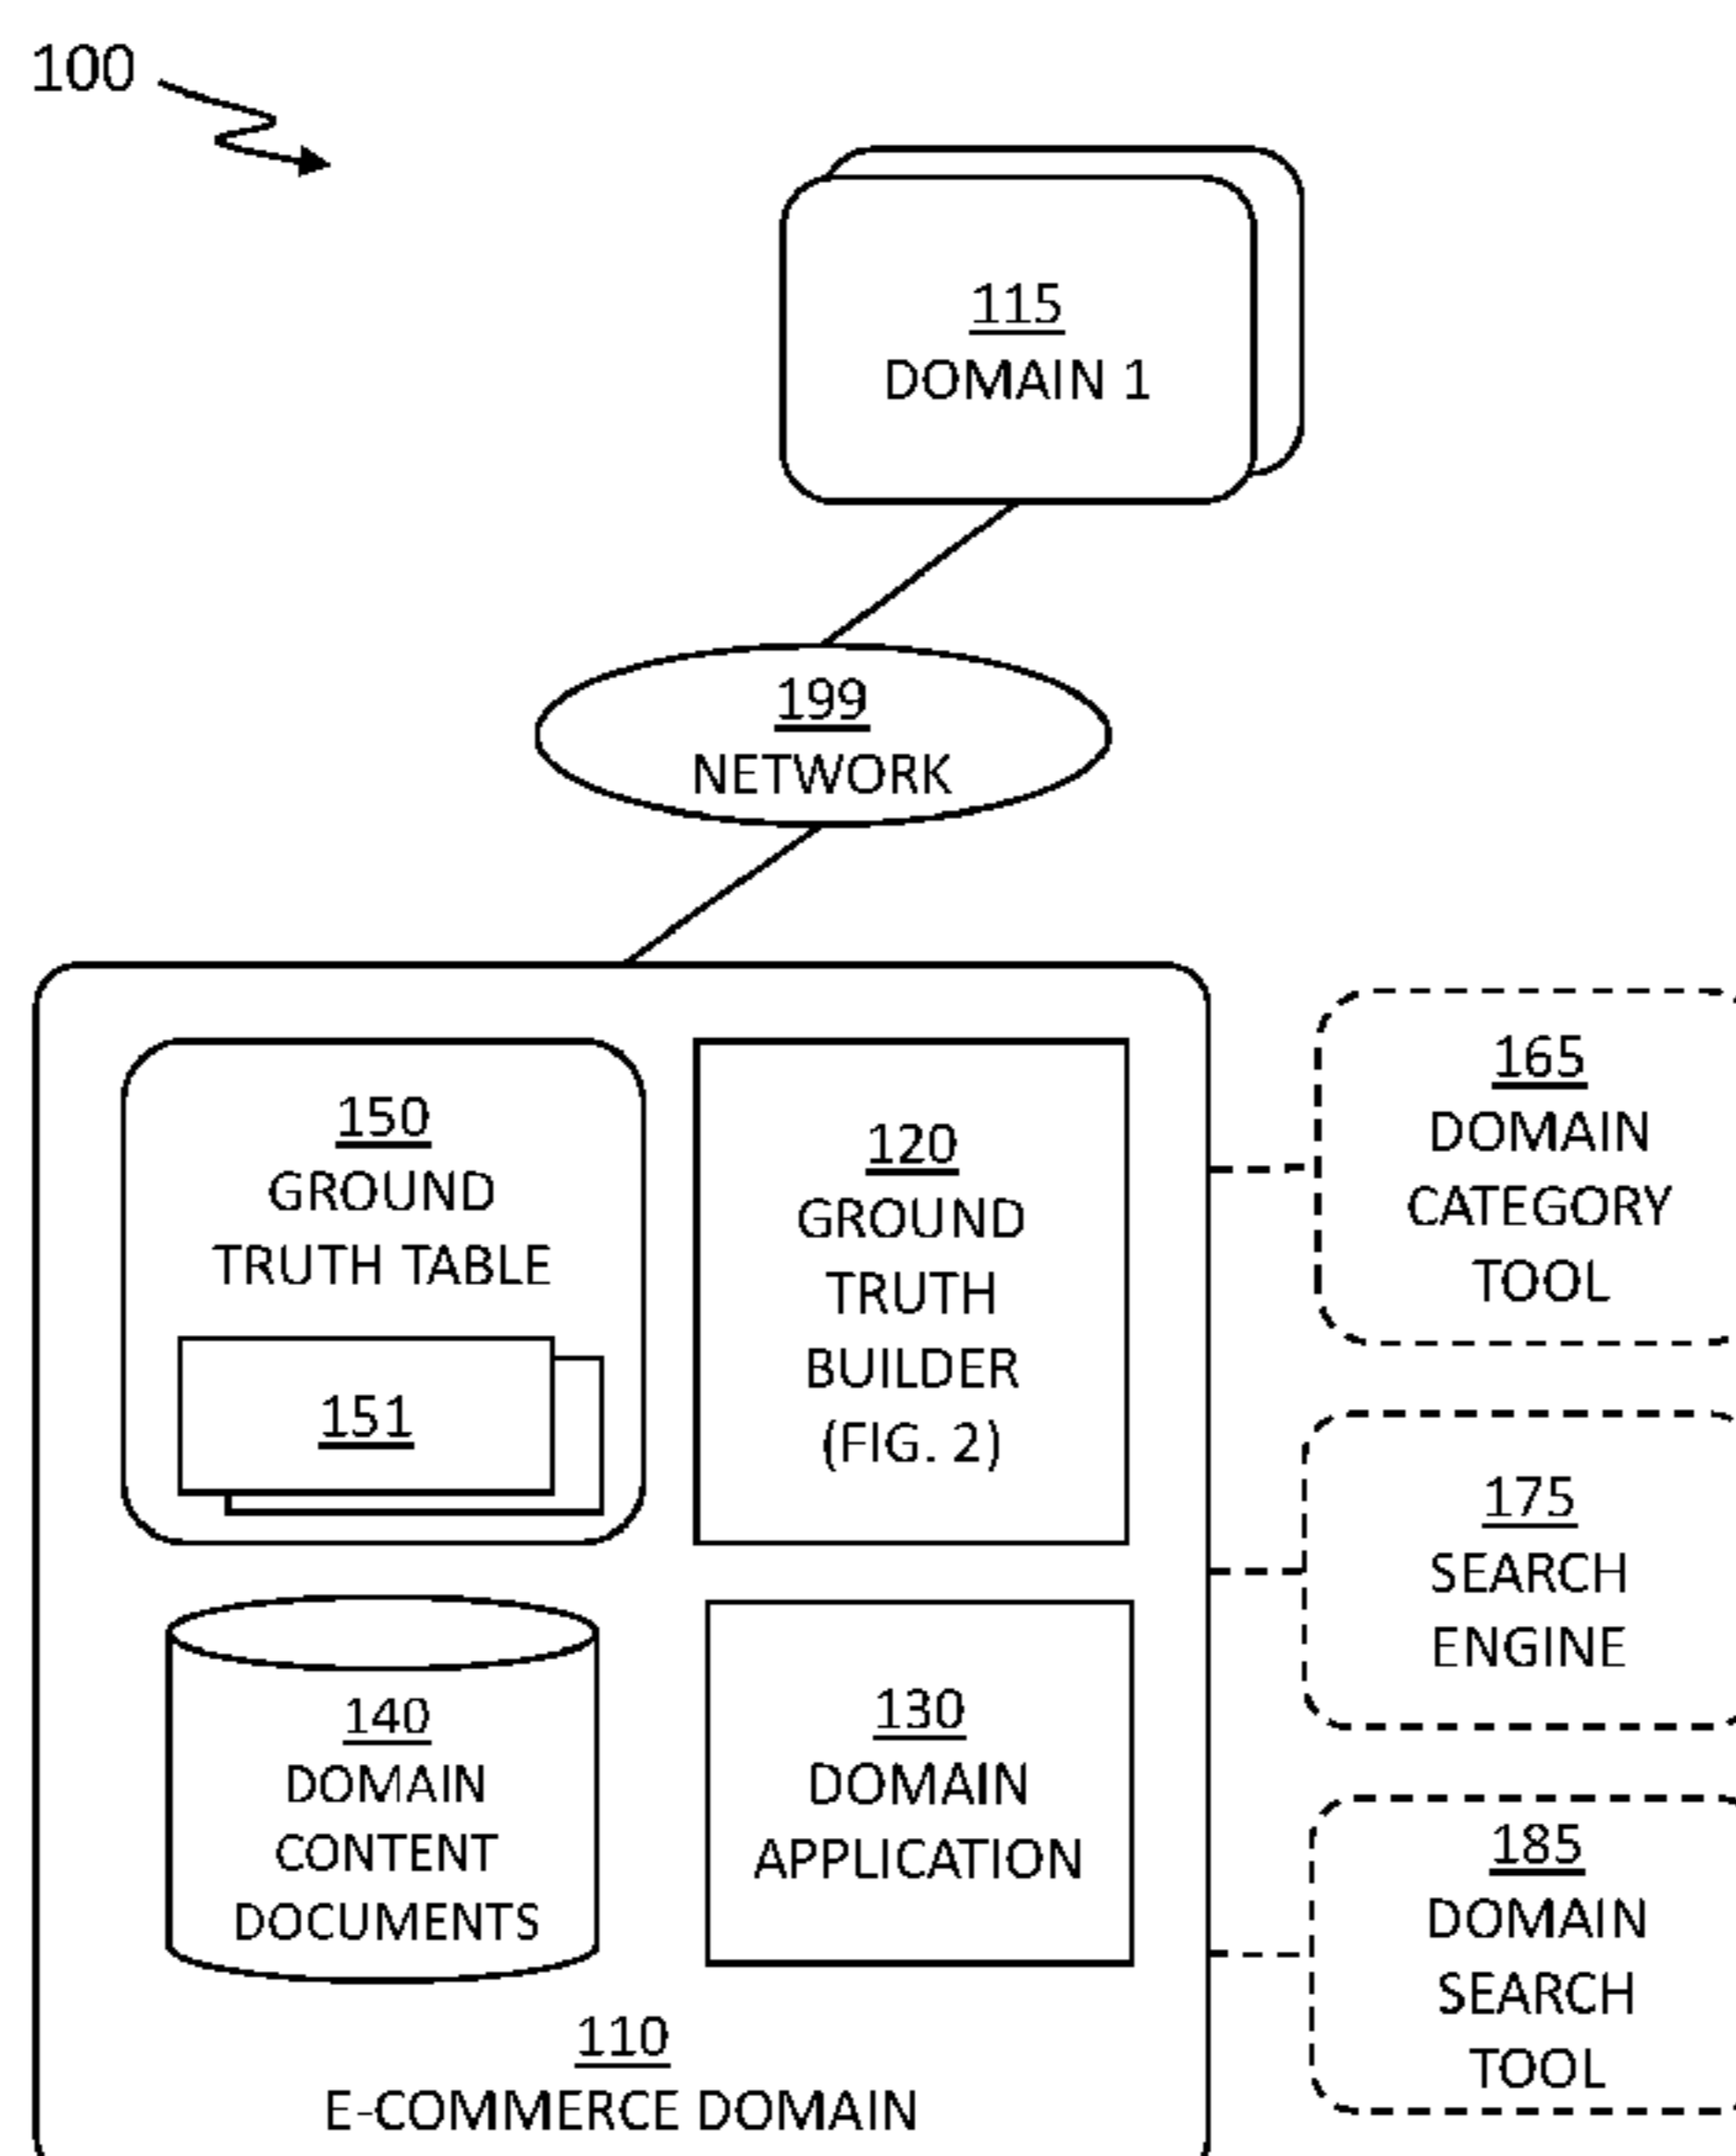 100
115
DOMAIN 1
199
NETWORK
150
GROUND
TRUTH TABLE
151
120
GROUND
TRUTH
BUILDER
(FIG. 2)
140
DOMAIN
CONTENT
DOCUMENTS
130
DOMAIN
APPLICATION
110
E-COMMERCE DOMAIN
165
DOMAIN
CATEGORY
TOOL
175
SEARCH
ENGINE
185
DOMAIN
SEARCH
TOOL